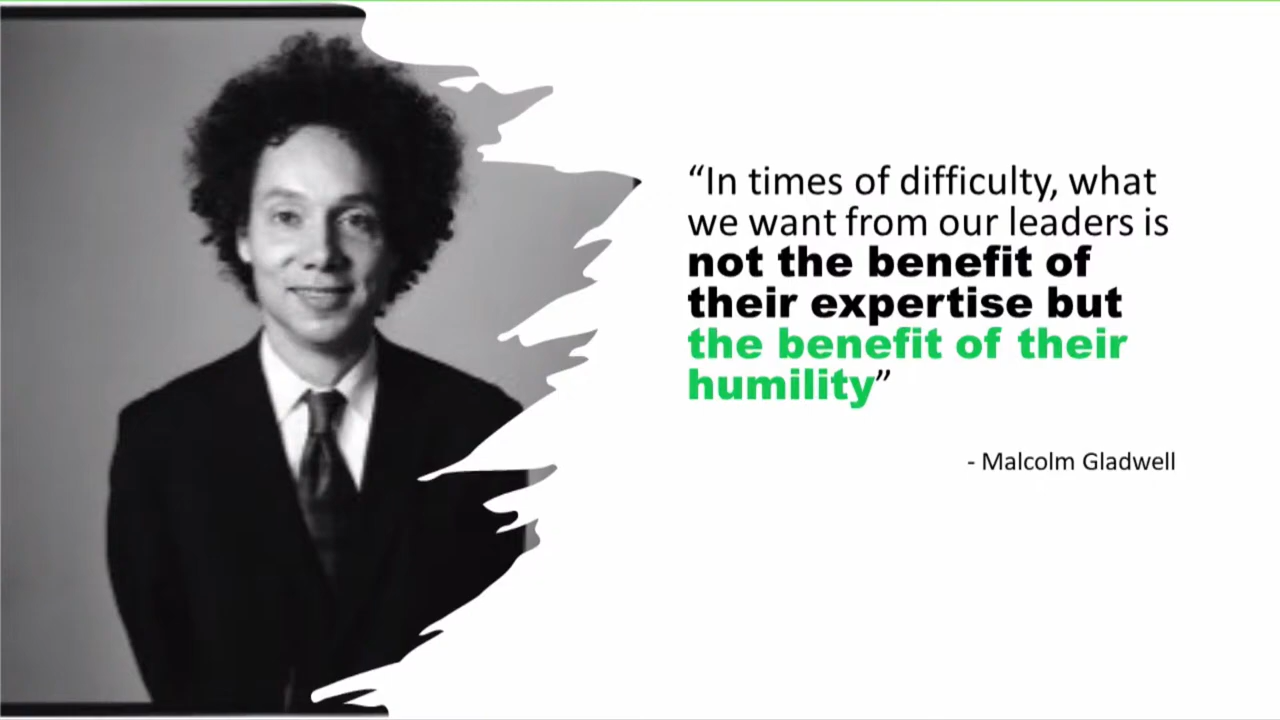 “In times of difficulty, what
we want from our leaders is
not the benefit of
their expertise but
the benefit of their
humility”
- Malcolm Gladwell